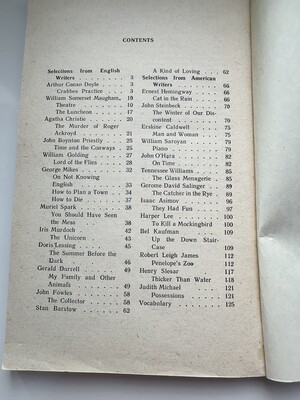 CONTENTS
Selections from English
Writers . . . . . . . 3
Arthur Conan Doyle . . . . 3
Crabbes Practice . . . . 3
William Somerset Maugham. . 19
Theatre . . . . . . . 10
The Luncheon . . . . . 17
Agatha Christie . . . . . 20
The Murder of Roger
Ackroyd . . . . . . . 21
John Boynton Priestly . . . 25
Time and the Conways . . 25
William Golding . . . . . 27
Lord of the Flies . . . . 28
George Mikes . . . . . . 32
On Not Knowing
English . . . . . . . 33
How to Plan a Town . . 34
How to Die . . . . . . 37
Muriel Spark . . . . . . 38
You Should Have Seen
the Mess . . . . . . . 38
Iris Murdoch . . . . . . 42
The Unicorn . . . . . . 43
Doris Lessing . . . . . . 45
The Summer Before the
Dark . . . . . . . . 46
Gerald Durrell . . . . . . 49
My Family and Other
Animals . . . . . . . 49
John Fowles . . . . . . . 58
The Collector . . . . . 58
Stan Barstow . . . . . . 62
A Kind of Loving . . . 62
Selections from American
Writers . . . . . . . 66
Ernest Hemingway . . . . 66
Cat in the Rain . . . . 66
John Steinbeck . . . . . 70
The Winter of Our Dis-
content . . . . . . . 70
Erskine Caldwell . . . . . 75
Man and Woman . . . . 75
William Saroyan . . . . . 79
Piano . . . . . . . . 79
John O'Hara . . . . . . 82
On Time . . . . . . . 82
Tennessee Williams . . . . 85
The Glass Menagerie . . 85
Gerome David Salinger . . . 88
The Catcher in the Rye . . 89
Isaac Asimov . . . . . . 96
They Had Fun . . . . . 97
Harper Lee . . . . . . . 100
To Kill a Mockingbird . . 100
Bel Kaufman . . . . . . 109
Up the Down Stair-
Case . . . . . . . . 109
Robert Leigh James . . . . 112
Penelope's Zoo . . . . . 112
Henry Slesar . . . . . . 118
Thicker Than Water . . . 118
Judith Michael . . . . . . 121
Possessions . . . . . . 121
Vocabulary . . . . . . . 125